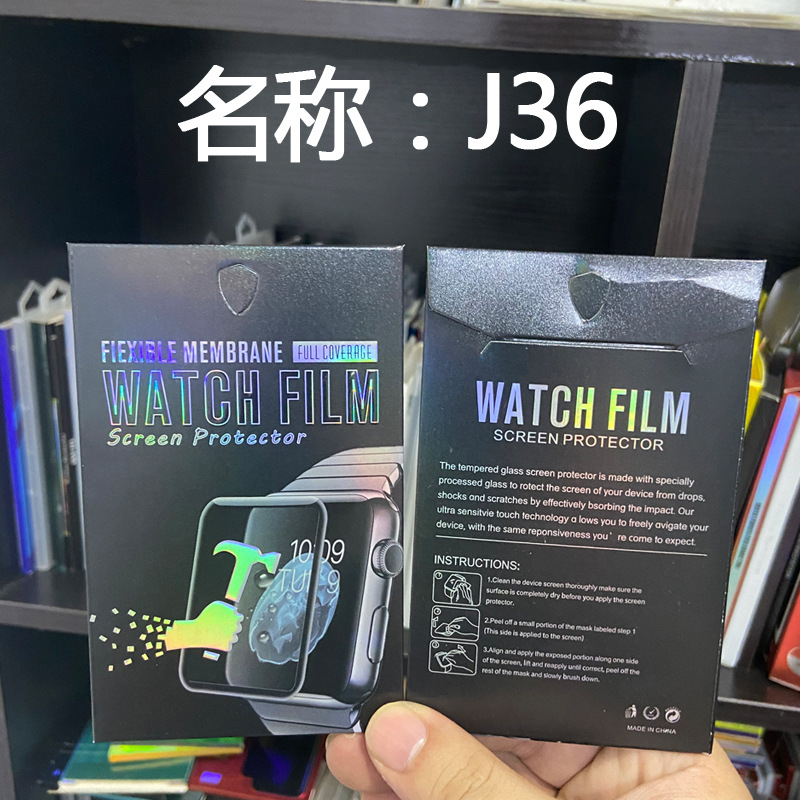 名称：J36
FLEXIBLE MEMBRANE FULL COVERAGE
WATCH FILM
Screen Protector
10:09
TU 9
WATCH FILM
SCREEN PROTECTOR
The tempered glass screen protector is made with specially
processed glass to rotect the screen of your device from drops,
shocks and scratches by effectively bsorbing the impact. Our
ultra sensitvie touch technology a lows you to freely avigate your
device, with the same reponsiveness you’re come to expect.
INSTRUCTIONS:
1.Clean the device screen thoroughly make sure the
surface is completely dry before you apply the screen
protector.
2.Peel off a small portion of the mask labeled step 1
(This side is applied to the screen)
3.Align and apply the exposed portion along one side
of the screen, lift and reapply until correct, peel off the
rest of the mask and slowly brush down.
MADE IN CHINA